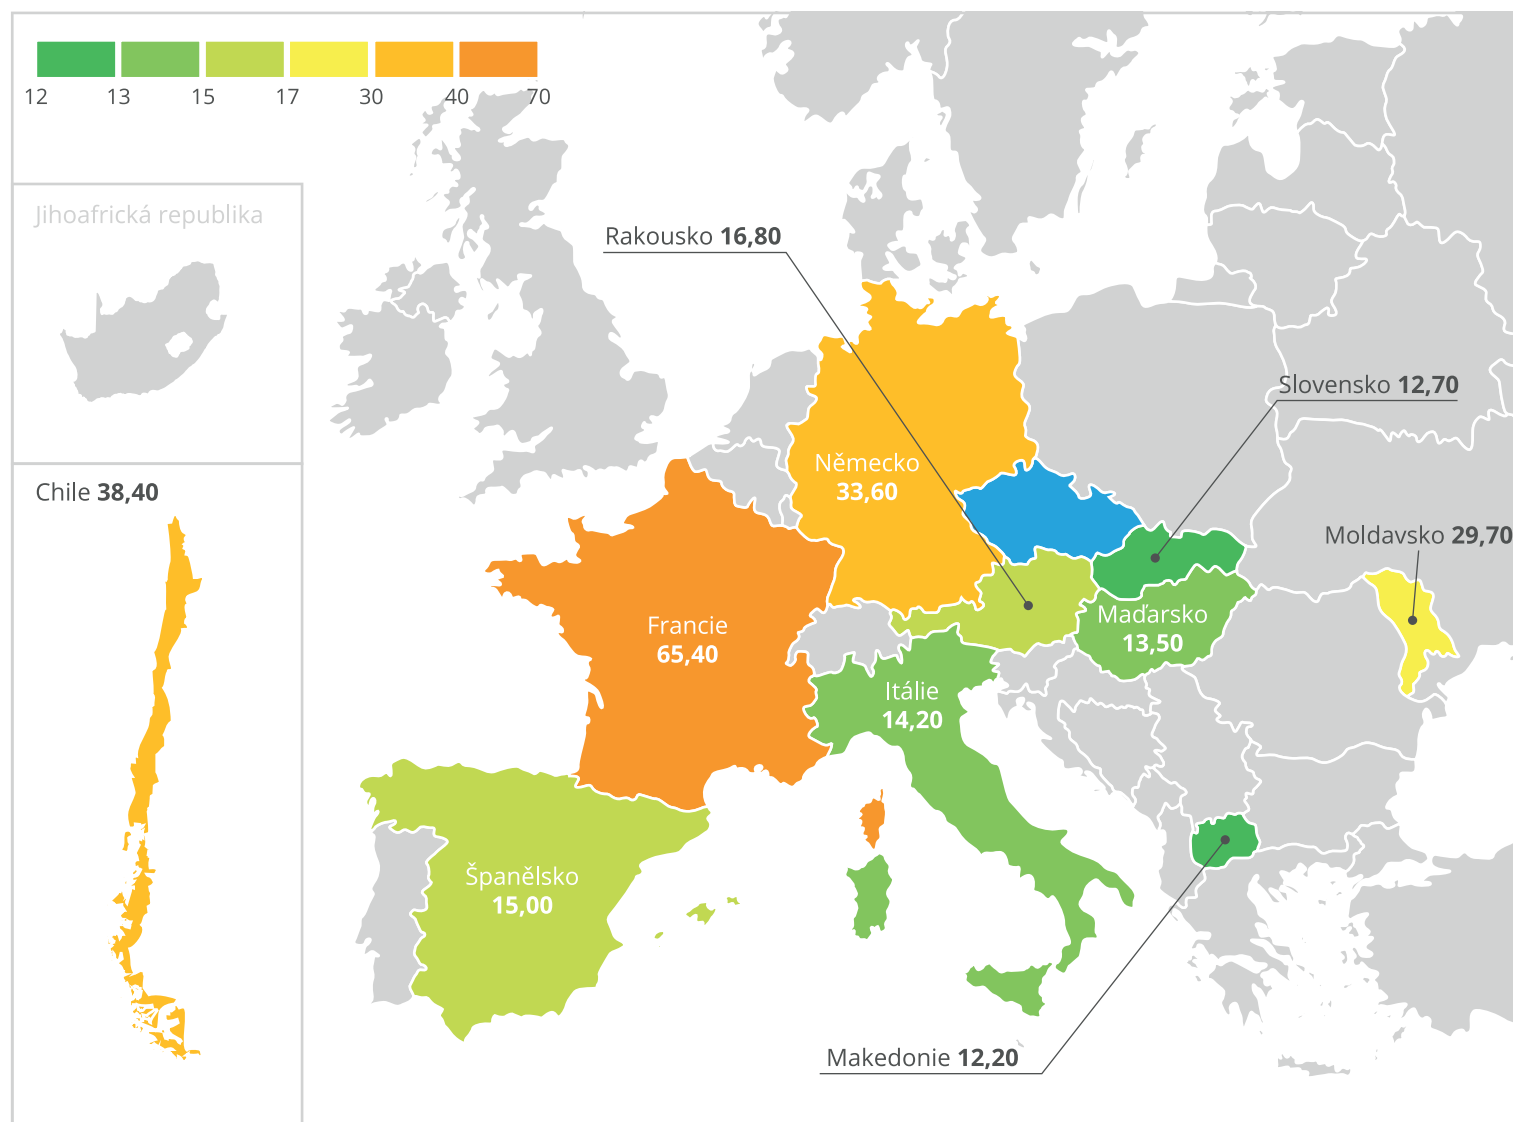 12 13 15 17 30 40 70
Jihoafrická republika
Chile 38,40
Rakousko 16,80
Slovensko 12,70
Německo
33,60
Moldavsko 29,70
Francie
65,40
Maďarsko
13,50
Itálie
14,20
Španělsko
15,00
Makedonie 12,20